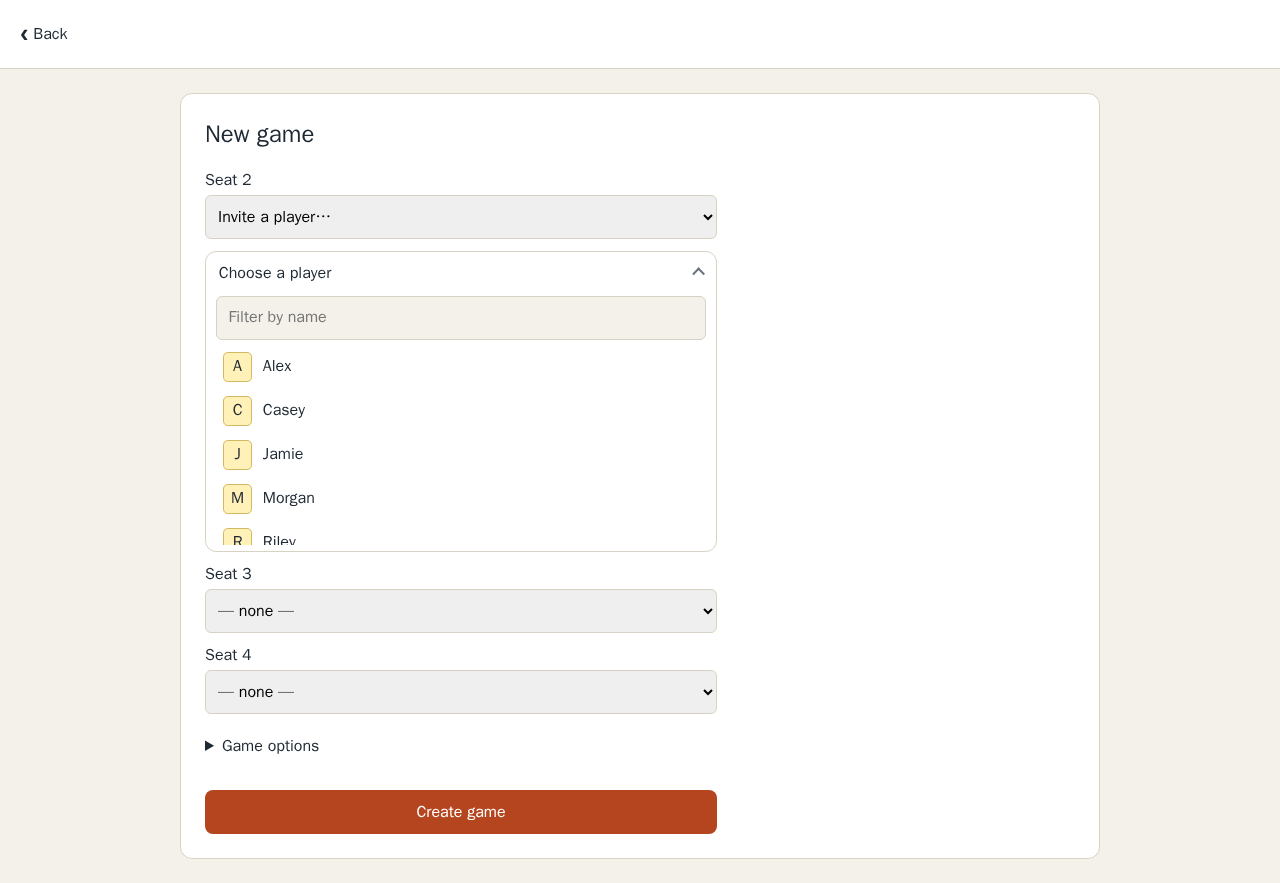 ‹ Back
New game
Seat 2
Invite a player…
Choose a player
Filter by name
A Alex
C Casey
J Jamie
M Morgan
R Riley
Seat 3
— none —
Seat 4
— none —
Game options
Create game